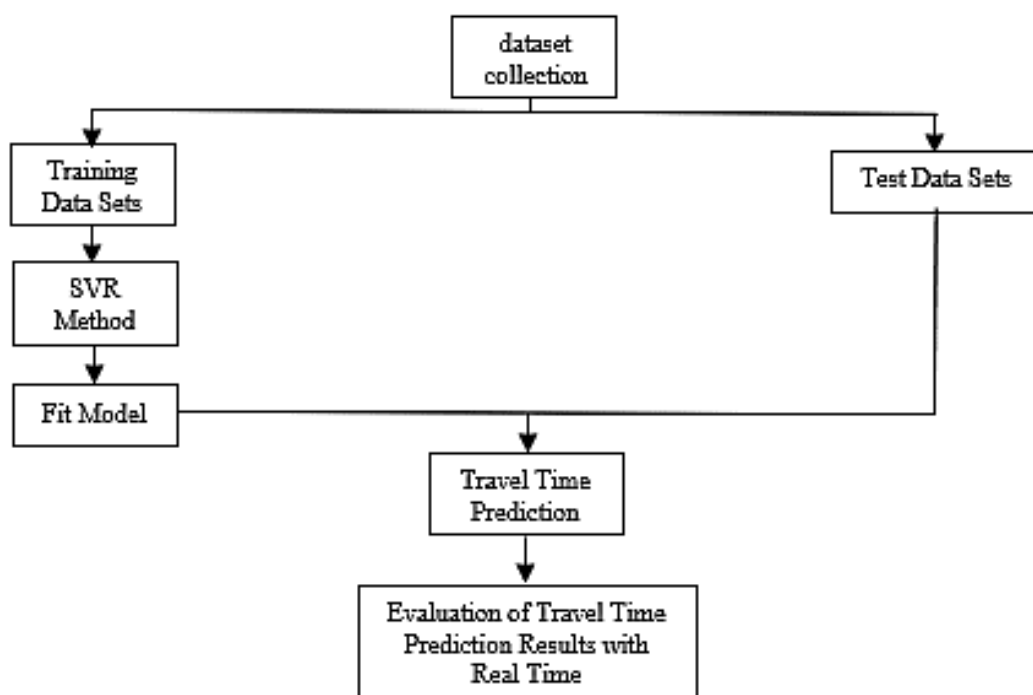 dataset
collection
Training
Data Sets
Test Data Sets
SVR
Method
Fit Model
Travel Time
Prediction
Evaluation of Travel Time
Prediction Results with
Real Time